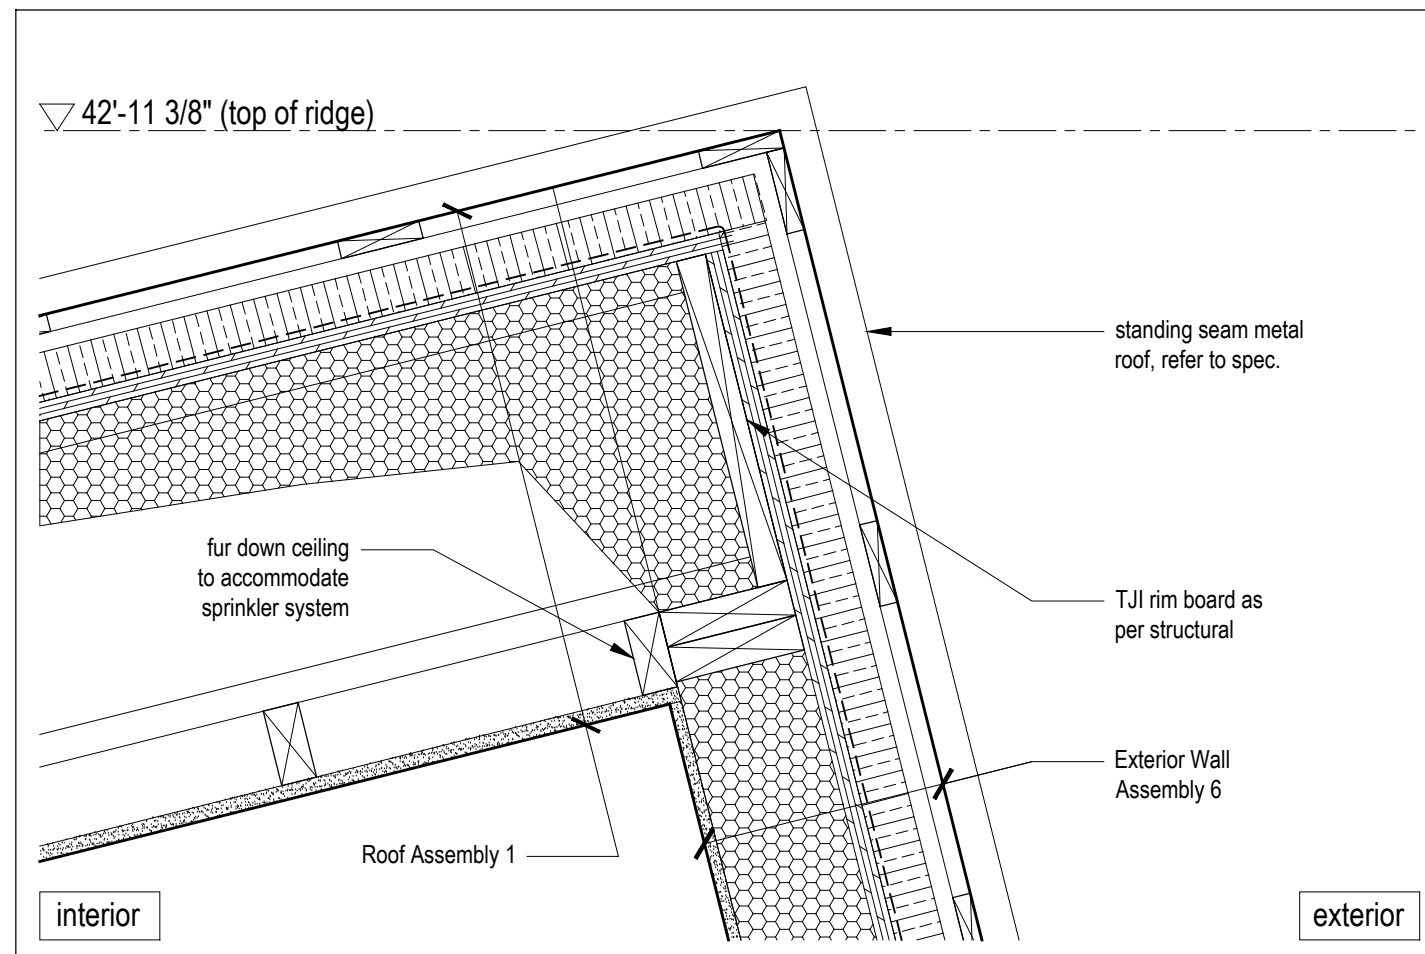 42'-11 3/8" (top of ridge)
standing seam metal
roof, refer to spec.
fur down ceiling
to accommodate
sprinkler system
TJI rim board as
per structural
Exterior Wall
Assembly 6
Roof Assembly 1
interior
exterior